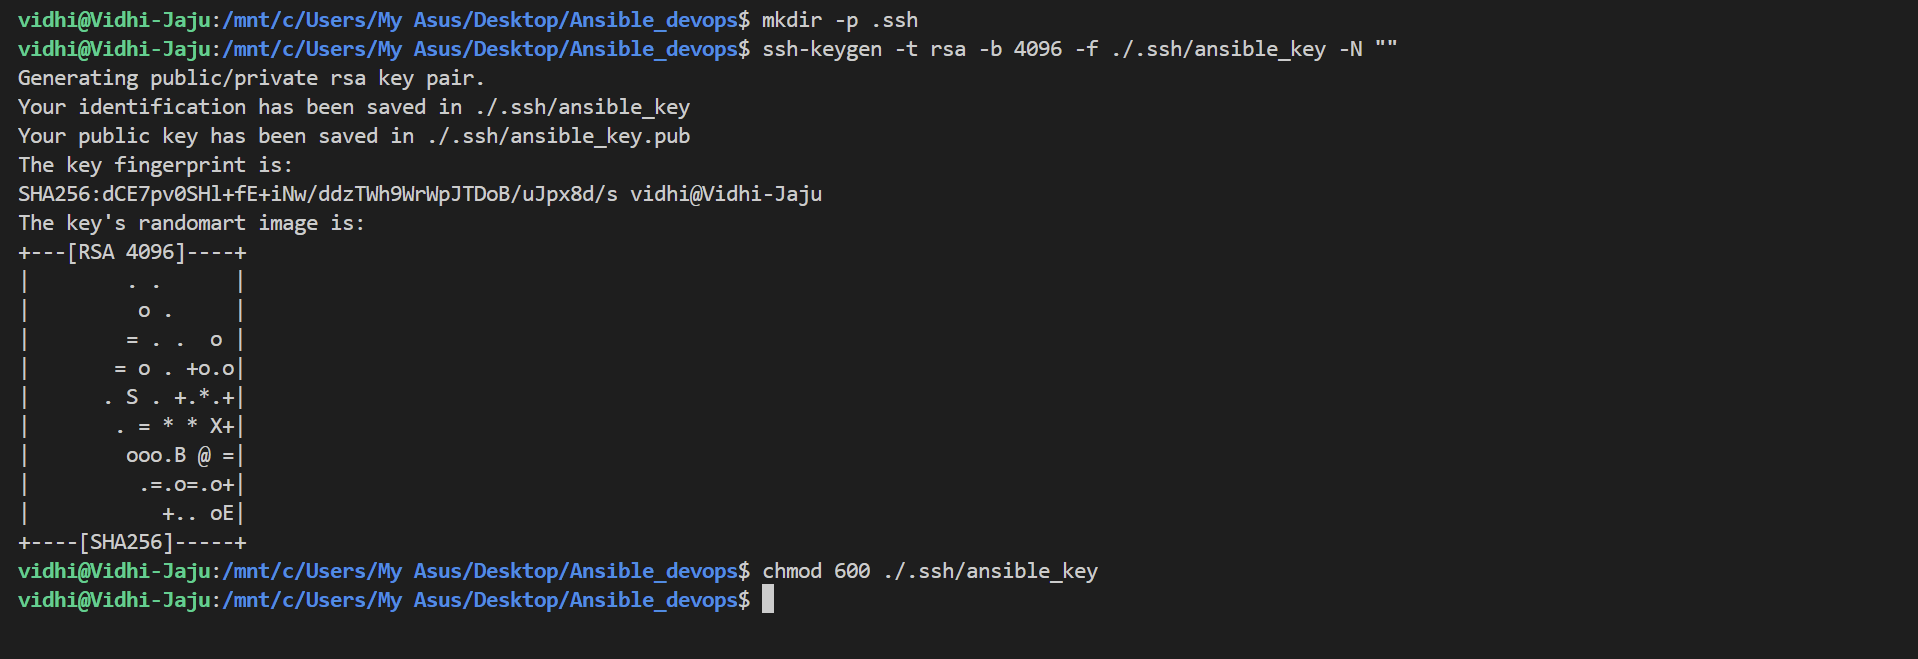 vidhi@Vidhi-Jaju:/mnt/c/Users/My Asus/Desktop/Ansible_devops$ mkdir -p .ssh
vidhi@Vidhi-Jaju:/mnt/c/Users/My Asus/Desktop/Ansible_devops$ ssh-keygen -t rsa -b 4096 -f ./.ssh/ansible_key -N ""
Generating public/private rsa key pair.
Your identification has been saved in ./.ssh/ansible_key
Your public key has been saved in ./.ssh/ansible_key.pub
The key fingerprint is:
SHA256:dCE7pv0SHl+fE+iNw/ddzTWh9WrWpJTDoB/uJpx8d/s vidhi@Vidhi-Jaju
The key's randomart image is:
+---[RSA 4096]----+
|        . .      |
|         o .     |
|        = . .  o |
|       = o . +o.o|
|      . S . +.*.+|
|       . = * * X+|
|        ooo.B @ =|
|         .=.o=.o+|
|           +.. oE|
+----[SHA256]-----+
vidhi@Vidhi-Jaju:/mnt/c/Users/My Asus/Desktop/Ansible_devops$ chmod 600 ./.ssh/ansible_key
vidhi@Vidhi-Jaju:/mnt/c/Users/My Asus/Desktop/Ansible_devops$